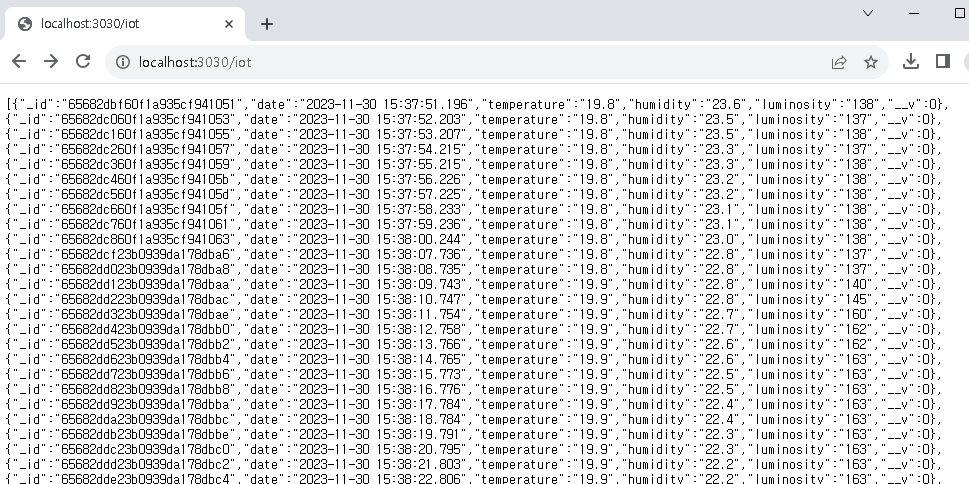 localhost:3030/iot
localhost:3030/iot
[{"_id":"65682dbf60f1a935cf941051","date":"2023-11-30 15:37:51.196","temperature":"19.8","humidity":"23.6","luminosity":"138","__v":0},
{"_id":"65682dc060f1a935cf941053","date":"2023-11-30 15:37:52.203","temperature":"19.8","humidity":"23.5","luminosity":"137","__v":0},
{"_id":"65682dc160f1a935cf941055","date":"2023-11-30 15:37:53.207","temperature":"19.8","humidity":"23.5","luminosity":"138","__v":0},
{"_id":"65682dc260f1a935cf941057","date":"2023-11-30 15:37:54.215","temperature":"19.8","humidity":"23.3","luminosity":"137","__v":0},
{"_id":"65682dc360f1a935cf941059","date":"2023-11-30 15:37:55.215","temperature":"19.8","humidity":"23.3","luminosity":"138","__v":0},
{"_id":"65682dc460f1a935cf94105b","date":"2023-11-30 15:37:56.226","temperature":"19.8","humidity":"23.2","luminosity":"138","__v":0},
{"_id":"65682dc560f1a935cf94105d","date":"2023-11-30 15:37:57.225","temperature":"19.8","humidity":"23.2","luminosity":"138","__v":0},
{"_id":"65682dc660f1a935cf94105f","date":"2023-11-30 15:37:58.233","temperature":"19.8","humidity":"23.1","luminosity":"138","__v":0},
{"_id":"65682dc760f1a935cf941061","date":"2023-11-30 15:37:59.236","temperature":"19.8","humidity":"23.1","luminosity":"138","__v":0},
{"_id":"65682dc860f1a935cf941063","date":"2023-11-30 15:38:00.244","temperature":"19.8","humidity":"23.0","luminosity":"138","__v":0},
{"_id":"65682dcf23b0939da178dba6","date":"2023-11-30 15:38:07.736","temperature":"19.8","humidity":"22.8","luminosity":"137","__v":0},
{"_id":"65682dd023b0939da178dba8","date":"2023-11-30 15:38:08.735","temperature":"19.8","humidity":"22.8","luminosity":"137","__v":0},
{"_id":"65682dd123b0939da178dbaa","date":"2023-11-30 15:38:09.743","temperature":"19.8","humidity":"22.8","luminosity":"140","__v":0},
{"_id":"65682dd223b0939da178dbac","date":"2023-11-30 15:38:10.747","temperature":"19.8","humidity":"22.8","luminosity":"145","__v":0},
{"_id":"65682dd323b0939da178dbae","date":"2023-11-30 15:38:11.754","temperature":"19.9","humidity":"22.7","luminosity":"160","__v":0},
{"_id":"65682dd423b0939da178dbb0","date":"2023-11-30 15:38:12.758","temperature":"19.9","humidity":"22.7","luminosity":"162","__v":0},
{"_id":"65682dd523b0939da178dbb2","date":"2023-11-30 15:38:13.766","temperature":"19.9","humidity":"22.6","luminosity":"162","__v":0},
{"_id":"65682dd623b0939da178dbb4","date":"2023-11-30 15:38:14.765","temperature":"19.9","humidity":"22.6","luminosity":"163","__v":0},
{"_id":"65682dd723b0939da178dbb6","date":"2023-11-30 15:38:15.773","temperature":"19.9","humidity":"22.5","luminosity":"163","__v":0},
{"_id":"65682dd823b0939da178dbb8","date":"2023-11-30 15:38:16.776","temperature":"19.9","humidity":"22.5","luminosity":"163","__v":0},
{"_id":"65682dd923b0939da178dbba","date":"2023-11-30 15:38:17.784","temperature":"19.9","humidity":"22.4","luminosity":"163","__v":0},
{"_id":"65682dda23b0939da178dbbc","date":"2023-11-30 15:38:18.784","temperature":"19.9","humidity":"22.4","luminosity":"163","__v":0},
{"_id":"65682ddb23b0939da178dbbe","date":"2023-11-30 15:38:19.791","temperature":"19.9","humidity":"22.3","luminosity":"163","__v":0},
{"_id":"65682ddc23b0939da178dbc0","date":"2023-11-30 15:38:20.795","temperature":"19.9","humidity":"22.3","luminosity":"163","__v":0},
{"_id":"65682ddd23b0939da178dbc2","date":"2023-11-30 15:38:21.803","temperature":"19.9","humidity":"22.2","luminosity":"163","__v":0},
{"_id":"65682dde23b0939da178dbc4","date":"2023-11-30 15:38:22.806","temperature":"19.9","humidity":"22.2","luminosity":"163","__v":0},